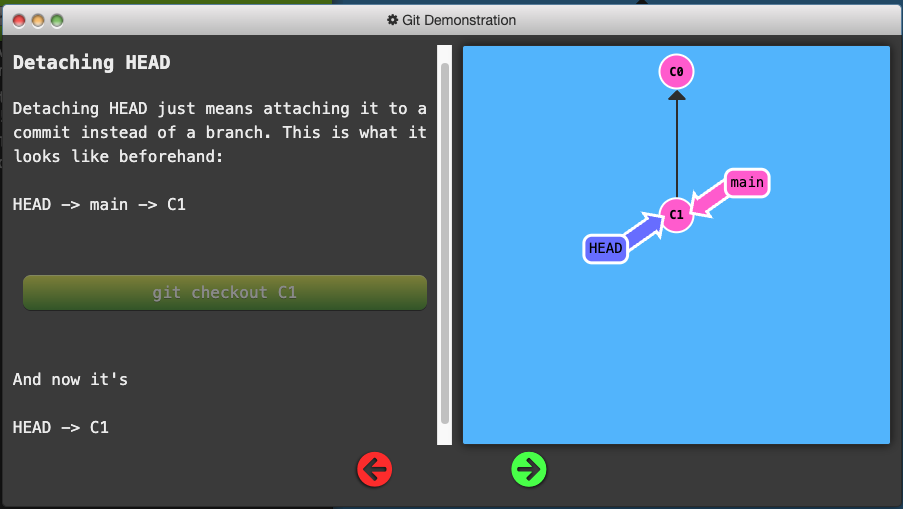 Git Demonstration
Detaching HEAD
Detaching HEAD just means attaching it to a
commit instead of a branch. This is what it
looks like beforehand:
HEAD -> main -> C1
git checkout C1
And now it's
HEAD -> C1
C0
main
C1
HEAD